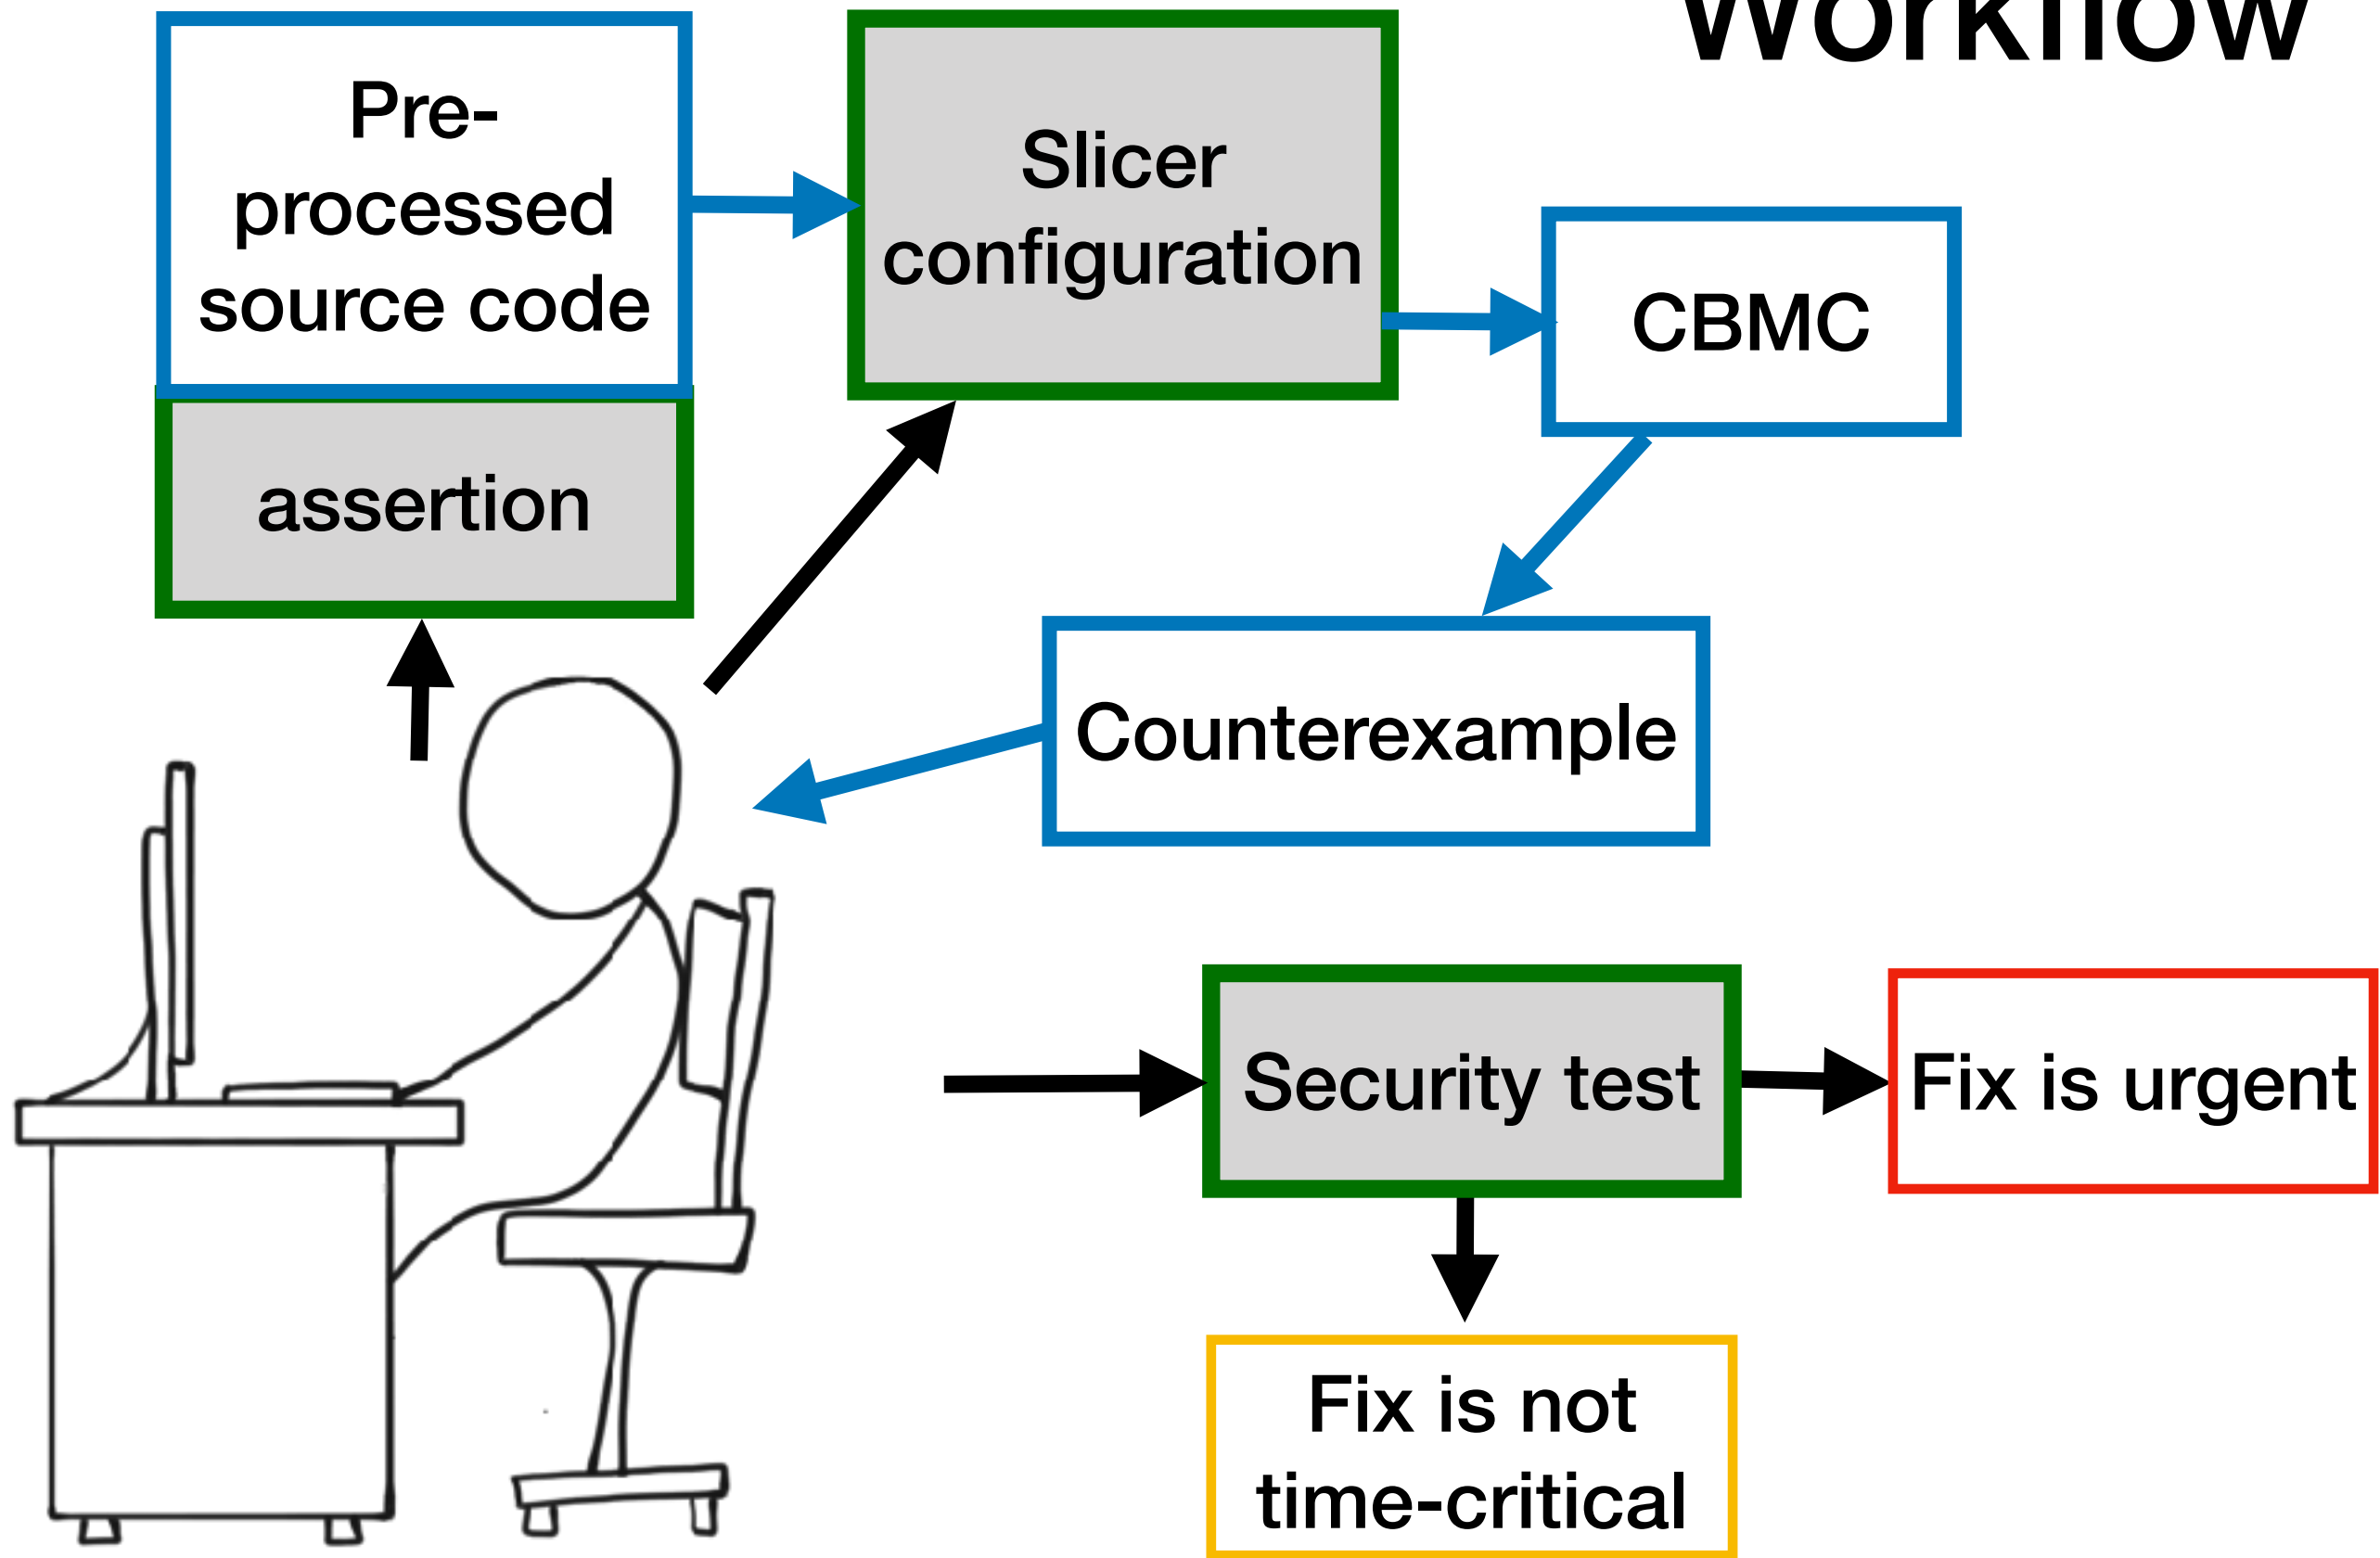 Workflow
Pre-
processed
source code
Slicer
configuration
CBMC
assertion
Counterexample
Security test
Fix is urgent
Fix is not
time-critical